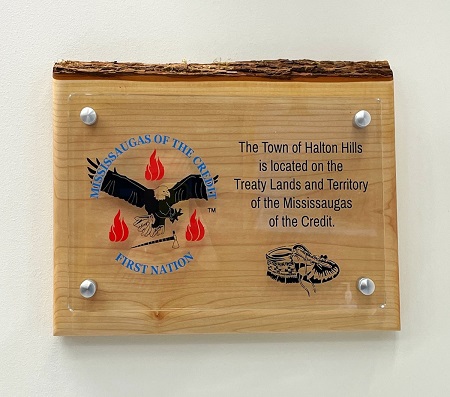 MISSISSAUGAS OF THE CREDIT
FIRST NATION
™
The Town of Halton Hills
is located on the
Treaty Lands and Territory
of the Mississaugas
of the Credit.